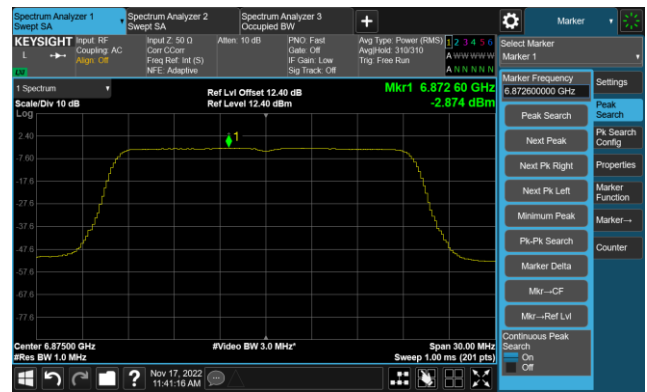 Spectrum Analyzer 1
Swept SA
Spectrum Analyzer 2
Swept SA
Spectrum Analyzer 3
Occupied BW
+
Marker
KEYSIGHT
L
Input: RF
Coupling: AC
Align: Off
Input Z: 50 Ω
Corr CCorr
Freq Ref: Int (S)
NFE: Adaptive
Atten: 10 dB
PNO: Fast
Gate: Off
IF Gain: Low
Sig Track: Off
Avg Type: Power (RMS)
Avg|Hold: 310/310
Trig: Free Run
1 2 3 4 5 6
A W W W W W
A N N N N N
Select Marker
Marker 1
1 Spectrum
Scale/Div 10 dB
Log
Ref Lvl Offset 12.40 dB
Ref Level 12.40 dBm
Mkr1 6.872 60 GHz
-2.874 dBm
2.40
-7.60
-17.6
-27.6
-37.6
-47.6
-57.6
-67.6
-77.6
1
Center 6.87500 GHz
#Res BW 1.0 MHz
#Video BW 3.0 MHz*
Span 30.00 MHz
Sweep 1.00 ms (201 pts)
Marker Frequency
6.872600000 GHz
Peak Search
Next Peak
Next Pk Right
Next Pk Left
Minimum Peak
Pk-Pk Search
Marker Delta
Mkr→CF
Mkr→Ref Lvl
Continuous Peak
Search
On
Off
Settings
Peak
Search
Pk Search
Config
Properties
Marker
Function
Marker→
Counter
?
Nov 17, 2022
11:41:16 AM